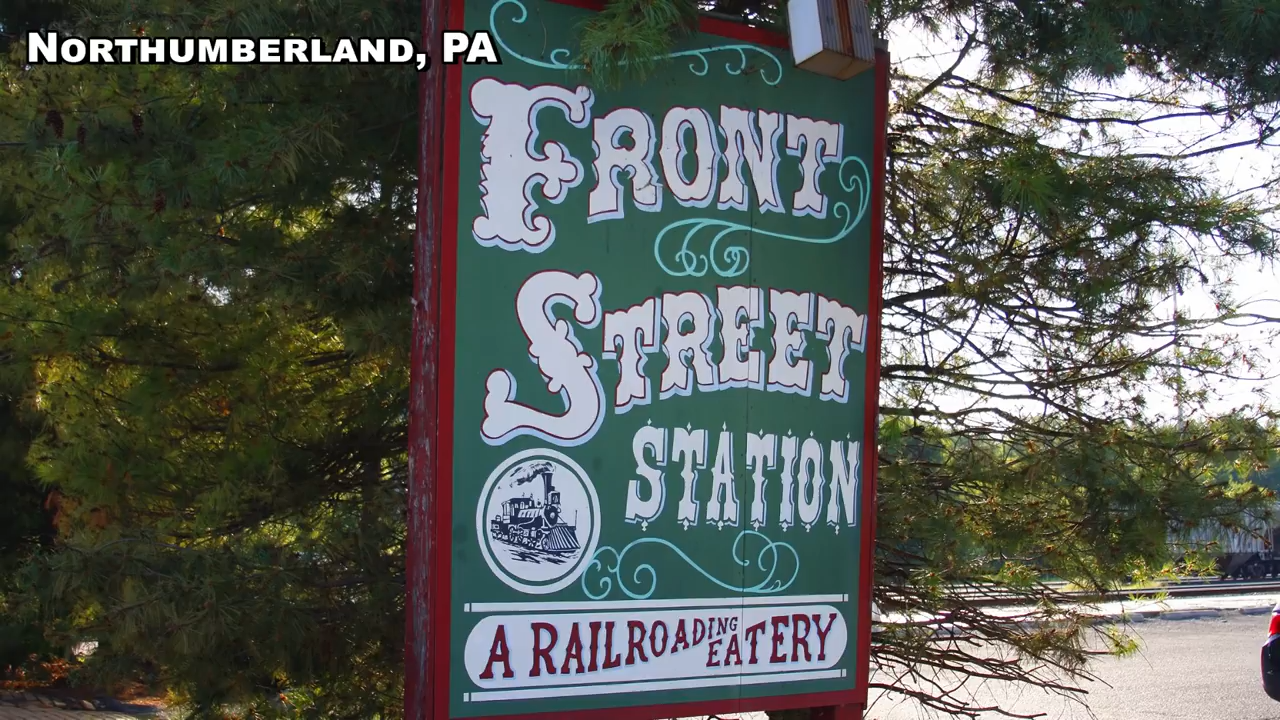 NORTHUMBERLAND, PA
FRONT
STREET
STATION
A RAILROADING EATERY